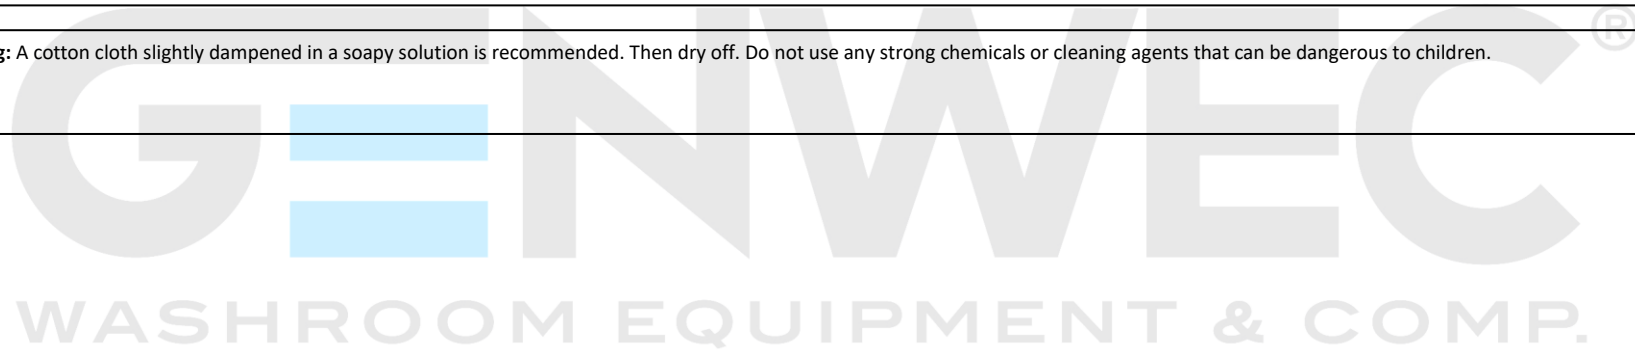 g: A cotton cloth slightly dampened in a soapy solution is recommended. Then dry off. Do not use any strong chemicals or cleaning agents that can be dangerous to children.
GENWEC®
WASHROOM EQUIPMENT & COMP.